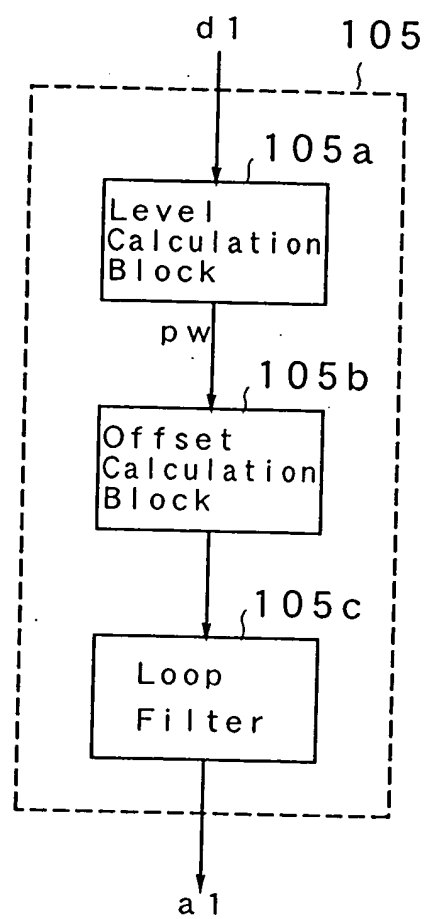 d1
105
105a
Level
Calculation
Block
pw
105b
Offset
Calculation
Block
105c
Loop
Filter
a1